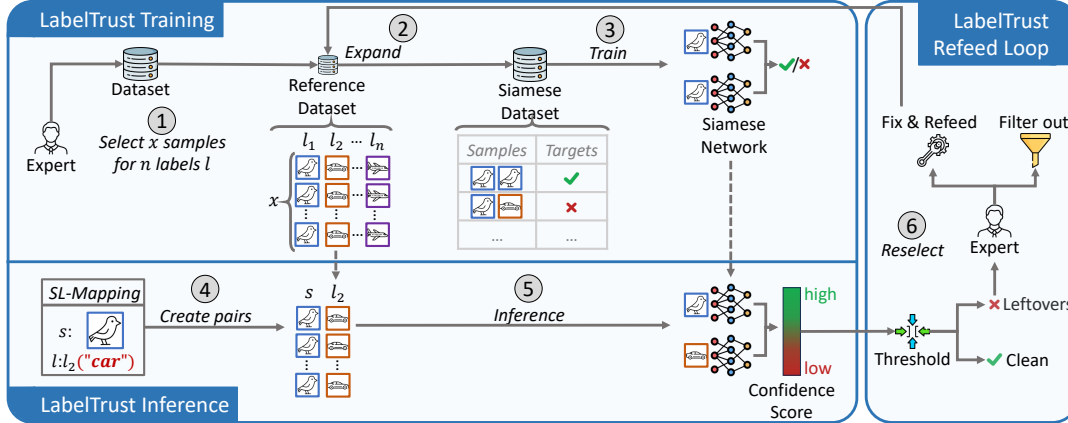 LabelTrust Training
Dataset
Expert
1
Select x samples
for n labels l
2
Expand
Reference
Dataset
l₁ l₂ ··· lₙ
x
3
Train
Siamese
Dataset
Samples Targets
... ...
/
Siamese
Network
LabelTrust
Refeed Loop
Fix & Refeed
Filter out
6
Reselect
Expert
Leftovers
Threshold
Clean
SL-Mapping
s:
l:l₂("car")
4
Create pairs
s l₂
5
Inference
high
low
Confidence
Score
LabelTrust Inference